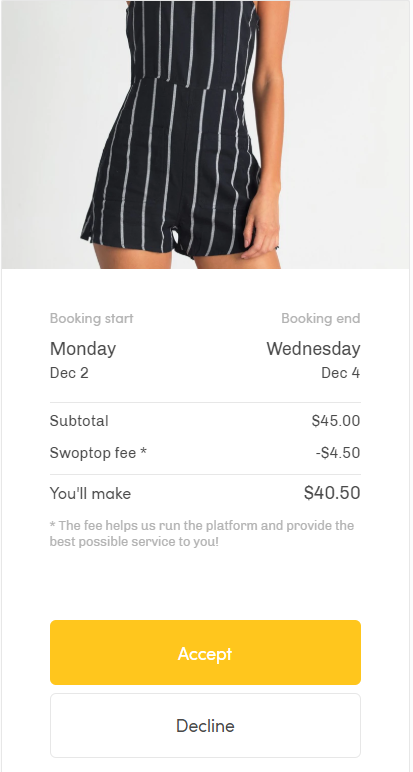 Booking start Booking end
Monday Wednesday
Dec 2 Dec 4
Subtotal $45.00
Swoptop fee * -$4.50
You'll make $40.50
* The fee helps us run the platform and provide the
best possible service to you!
Accept
Decline